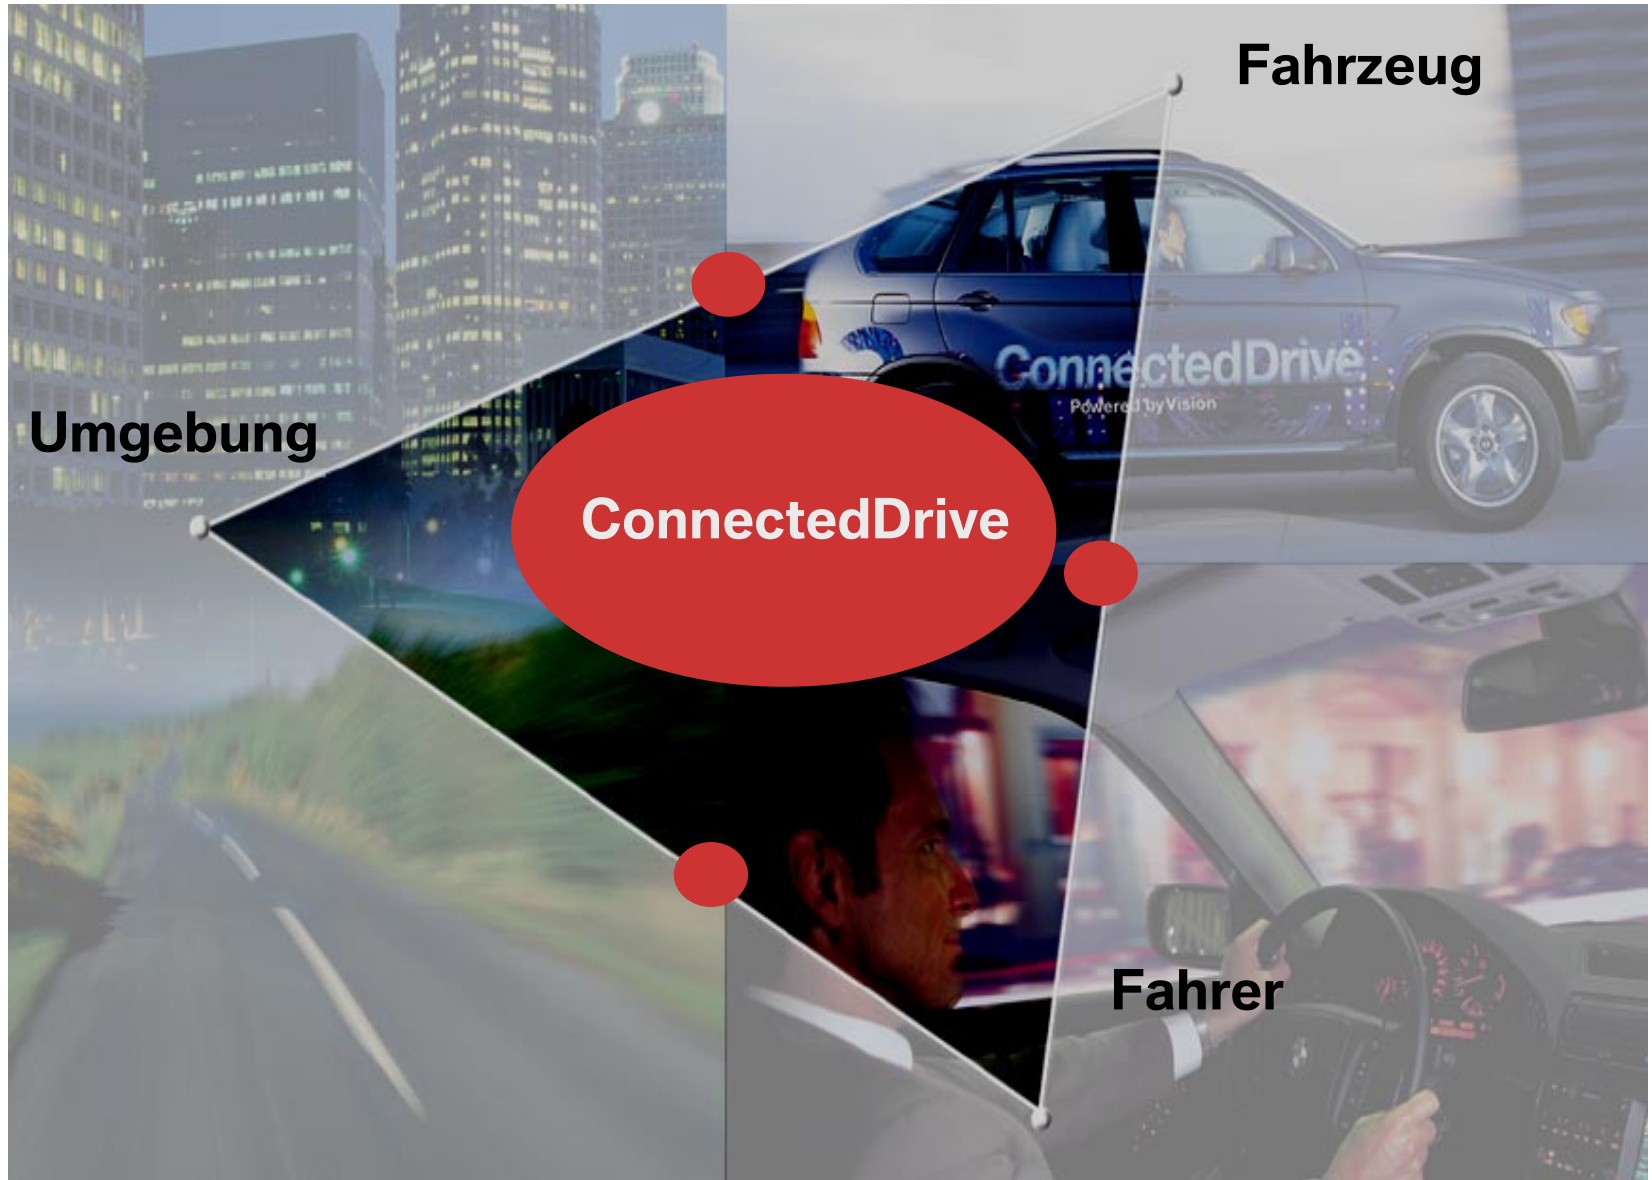 Fahrzeug
ConnectedDrive
Powered by Vision
Umgebung
ConnectedDrive
Fahrer